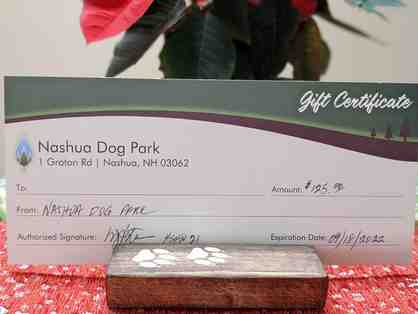 Gift Certificate
Nashua Dog Park
1 Groton Rd | Nashua, NH 03062
To:
Amount: $125.00
From: NASHUA DOG PARK
Authorized Signature:
Expiration Date: 09/18/2022